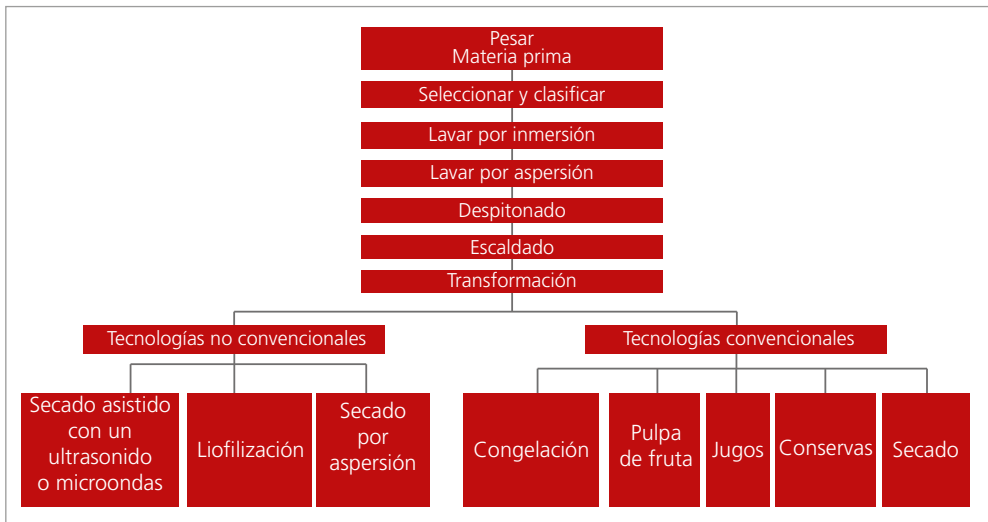 Pesar
Materia prima
Seleccionar y clasificar
Lavar por inmersión
Lavar por aspersión
Despitonado
Escaldado
Transformación
Tecnologías no convencionales
Tecnologías convencionales
Secado asistido
con un
ultrasonido
o microondas
Liofilización
Secado
por
aspersión
Congelación
Pulpa
de fruta
Jugos
Conservas
Secado